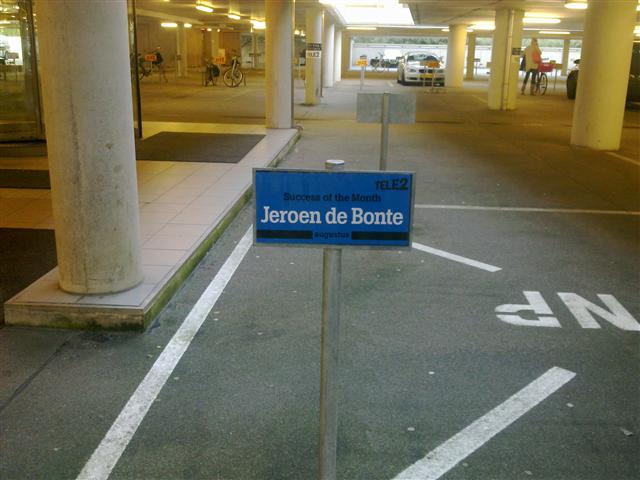 TELE2
Success of the Month
Jeroen de Bonte
augustus
NP